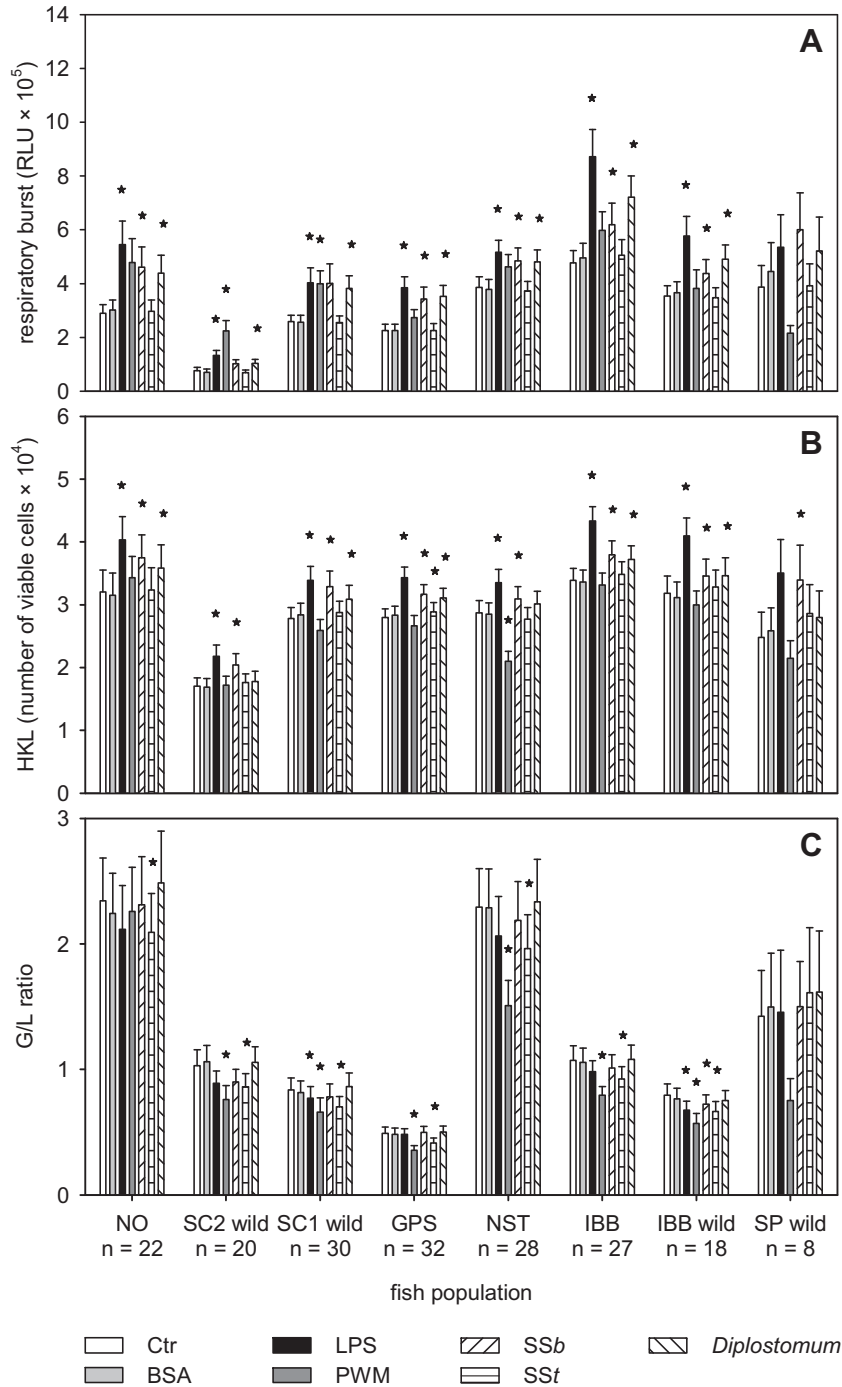 A
14
12
10
8
6
4
2
0
respiratory burst (RLU × 10⁵)
B
6
5
4
3
2
1
0
HKL (number of viable cells × 10⁴)
C
3
2
1
0
G/L ratio
NO SC2 wild SC1 wild GPS NST IBB IBB wild SP wild
n = 22 n = 20 n = 30 n = 32 n = 28 n = 27 n = 18 n = 8
fish population
Ctr LPS SSb Diplostomum
BSA PWM SSt